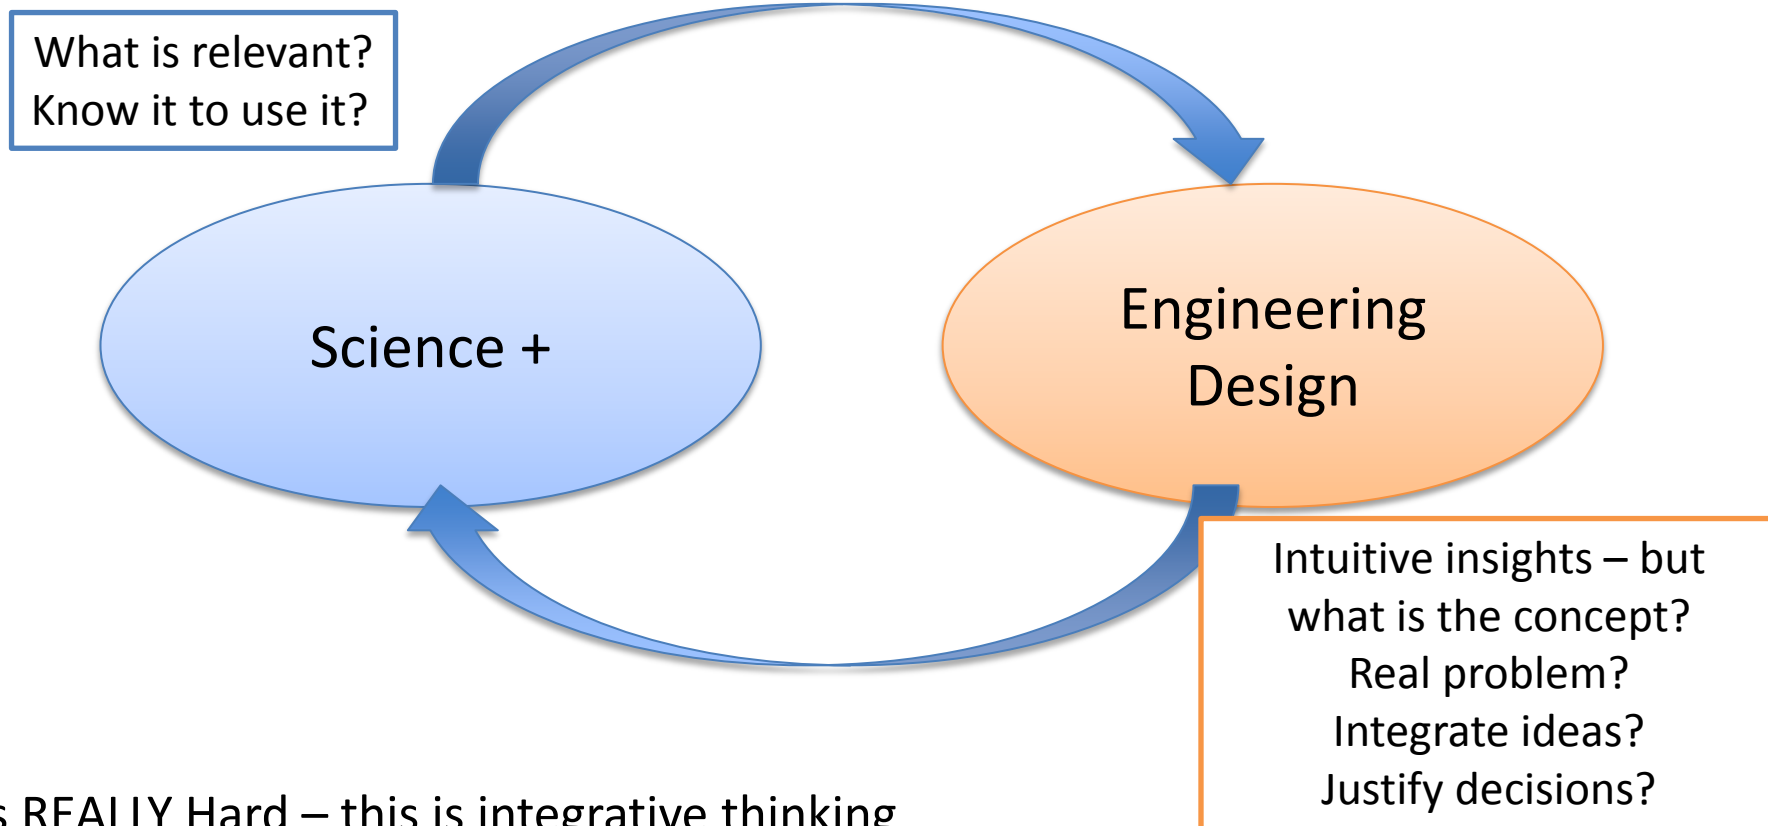 What is relevant?
Know it to use it?
Science +
Engineering
Design
Intuitive insights – but
what is the concept?
Real problem?
Integrate ideas?
Justify decisions?
s REALLY Hard – this is integrative thinking